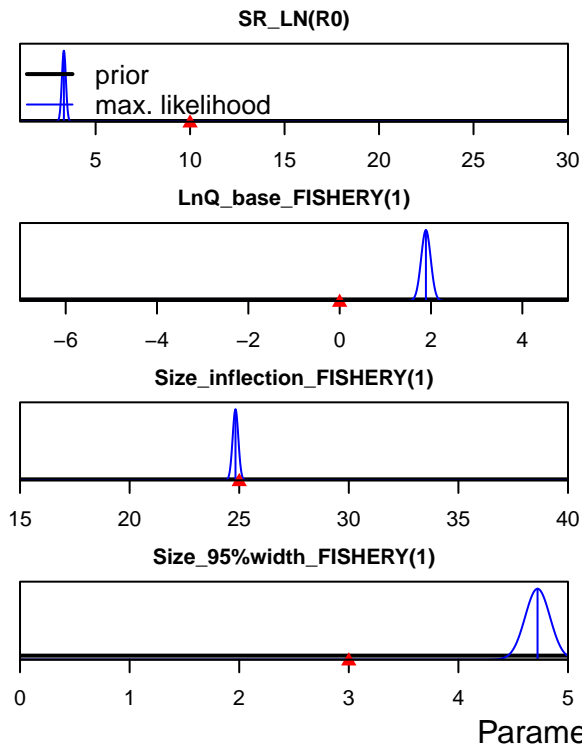 SR_LN(R0)
prior
max. likelihood
5 10 15 20 25 30
LnQ_base_FISHERY(1)
−6 −4 −2 0 2 4
Size_inflection_FISHERY(1)
15 20 25 30 35 40
Size_95%width_FISHERY(1)
0 1 2 3 4 5
Parame